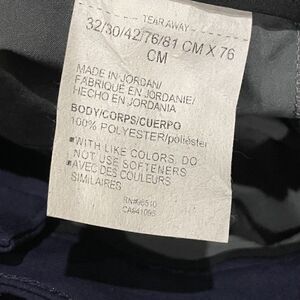 TEAR AWAY
32/30/42/76/81 CM X 76
CM
MADE IN JORDAN/
FABRIQUÉ EN JORDANIE/
HECHO EN JORDANIA
BODY/CORPS/CUERPO
100% POLYESTER/poliéster
■WITH LIKE COLORS, DO
NOT USE SOFTENERS
■AVEC DES COULEURS
SIMILAIRES